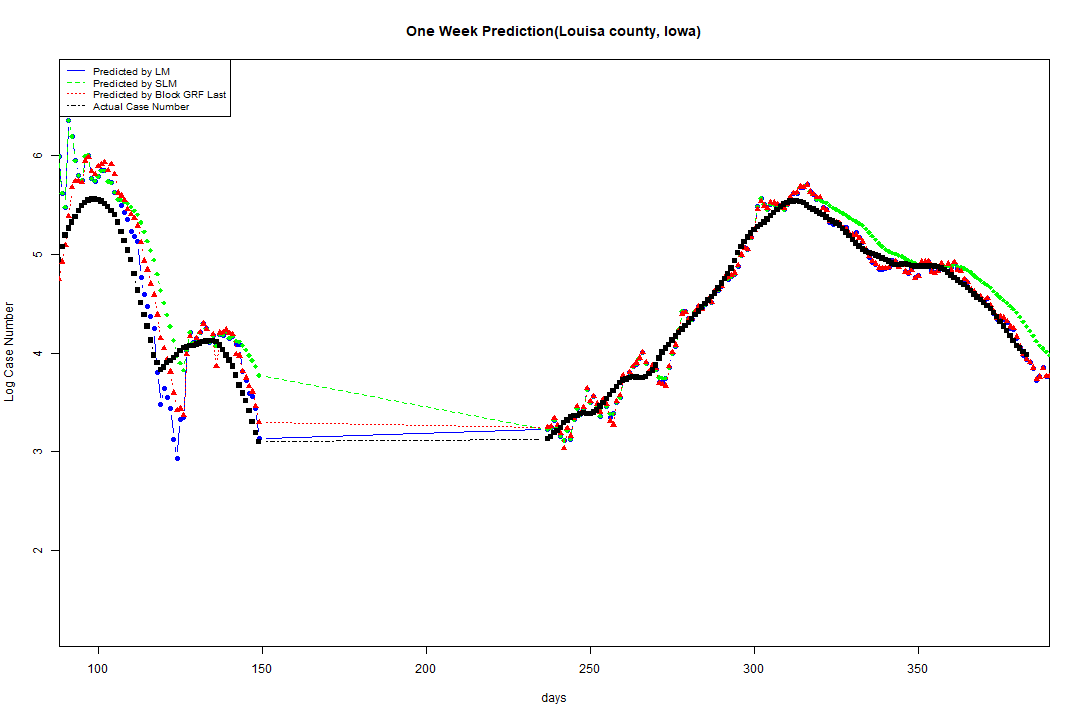 One Week Prediction(Louisa county, Iowa)
Predicted by LM
Predicted by SLM
Predicted by Block GRF Last
Actual Case Number
6
5
4
3
2
Log Case Number
100 150 200 250 300 350
days